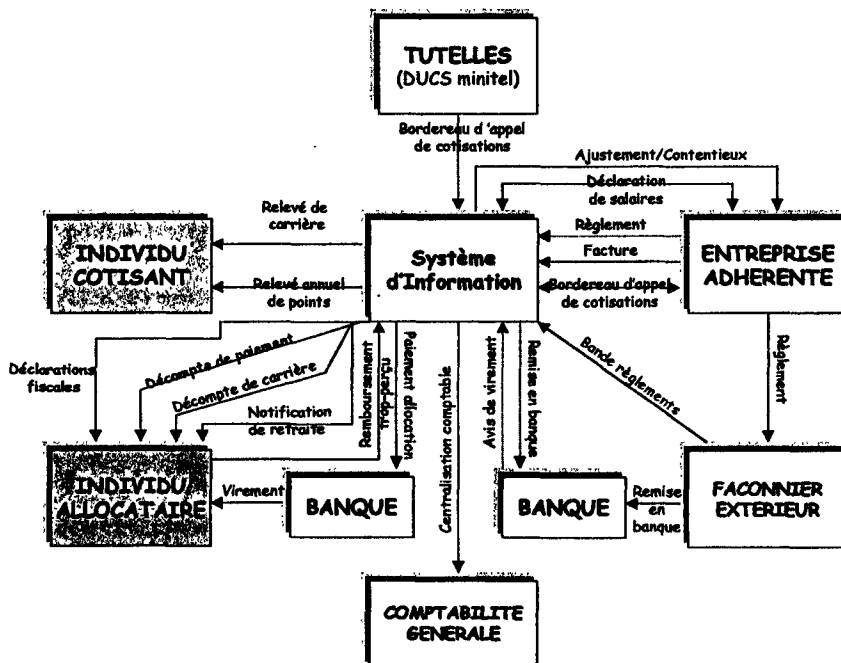 TUTELLES
(DUCS minitel)
Bordereau d'appel
de cotisations
Ajustement/Contentieux
Déclaration
de salaires
Relevé de
carrière
Règlement
INDIVIDU
COTISANT
Système
d'Information
Facture
ENTREPRISE
ADHERENTE
Relevé annuel
de points
Bordereau d'appel
de cotisations
Déclarations
fiscales
Décompte de paiement
Décompte de carrière
Notification
de retraite
Remboursement
trop-perçu
Paiement allocation
Centralisation comptable
Avis de virement
Remise en banque
Bande règlements
Règlement
INDIVIDU
ALLOCATAIRE
Virement
BANQUE
BANQUE
Remise
en
banque
FACONNIER
EXTERIEUR
COMPTABILITE
GENERALE